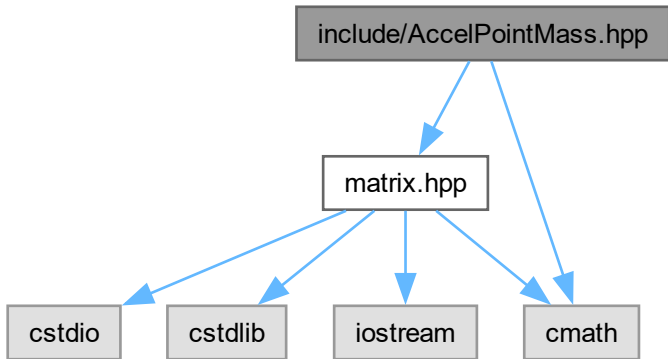 include/AccelPointMass.hpp
matrix.hpp
cstdio
cstdlib
iostream
cmath